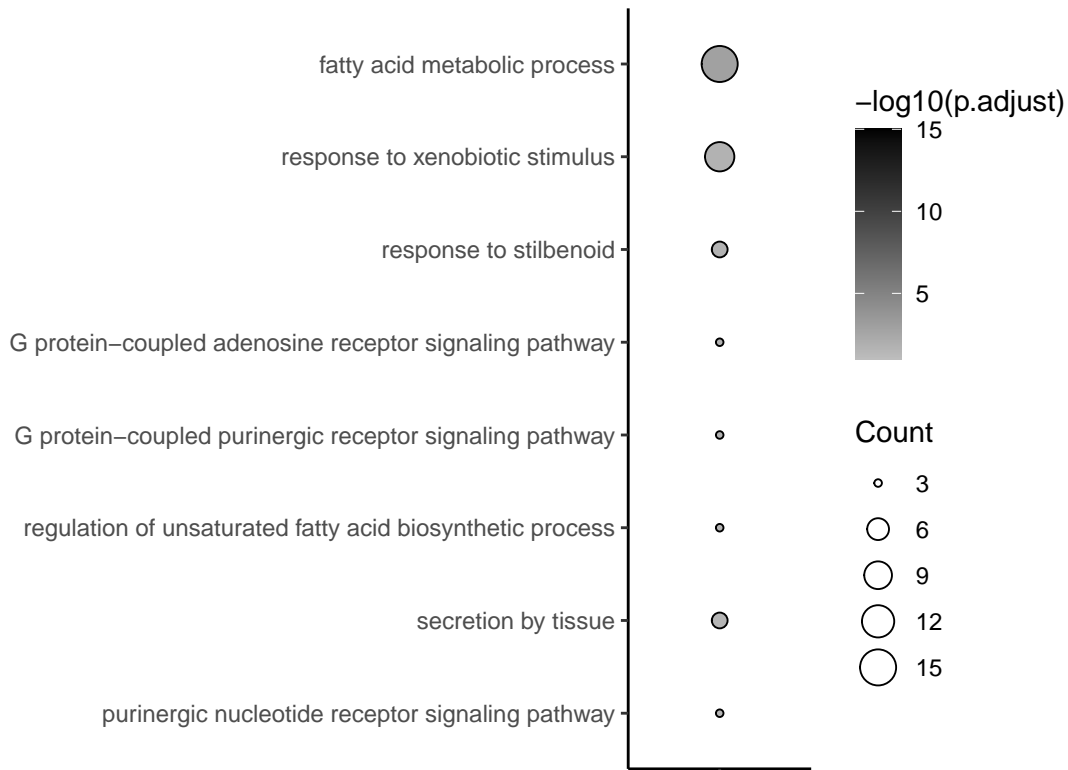 fatty acid metabolic process
response to xenobiotic stimulus
response to stilbenoid
G protein−coupled adenosine receptor signaling pathway
G protein−coupled purinergic receptor signaling pathway
regulation of unsaturated fatty acid biosynthetic process
secretion by tissue
purinergic nucleotide receptor signaling pathway
−log10(p.adjust)
15
10
5
Count
3
6
9
12
15